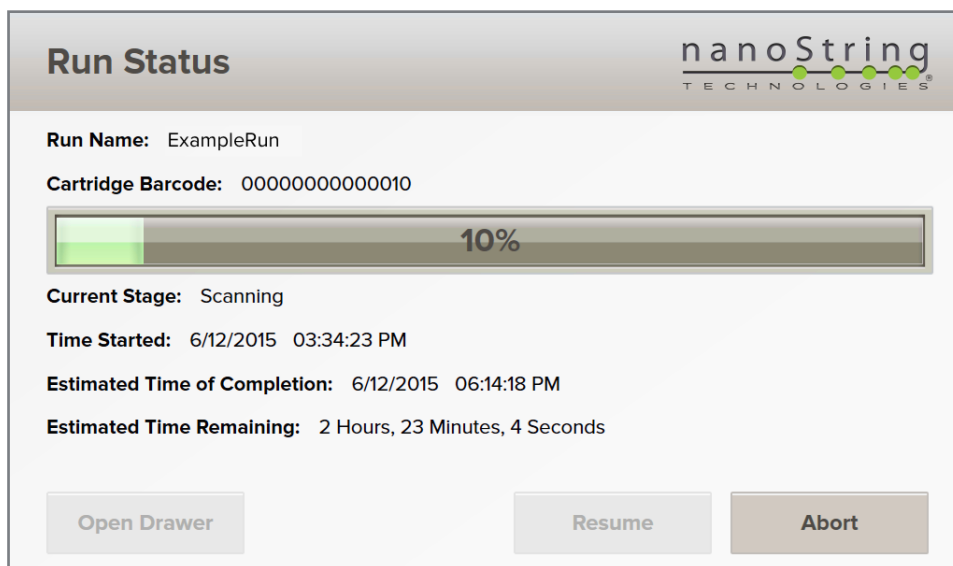 Run Status
nanoString
TECHNOLOGIES®
Run Name: ExampleRun
Cartridge Barcode: 00000000000010
10%
Current Stage: Scanning
Time Started: 6/12/2015 03:34:23 PM
Estimated Time of Completion: 6/12/2015 06:14:18 PM
Estimated Time Remaining: 2 Hours, 23 Minutes, 4 Seconds
Open Drawer Resume Abort